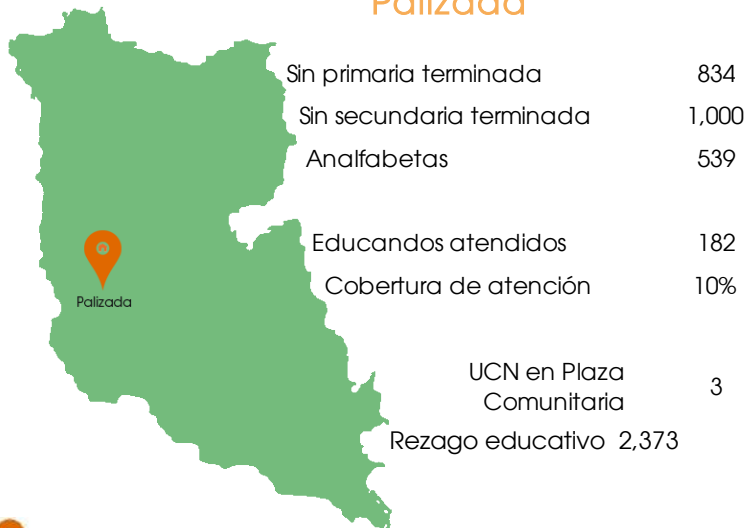 Palizada
Sin primaria terminada 834
Sin secundaria terminada 1,000
Analfabetas 539
Educandos atendidos 182
Palizada
Cobertura de atención 10%
UCN en Plaza
Comunitaria 3
Rezago educativo 2,373